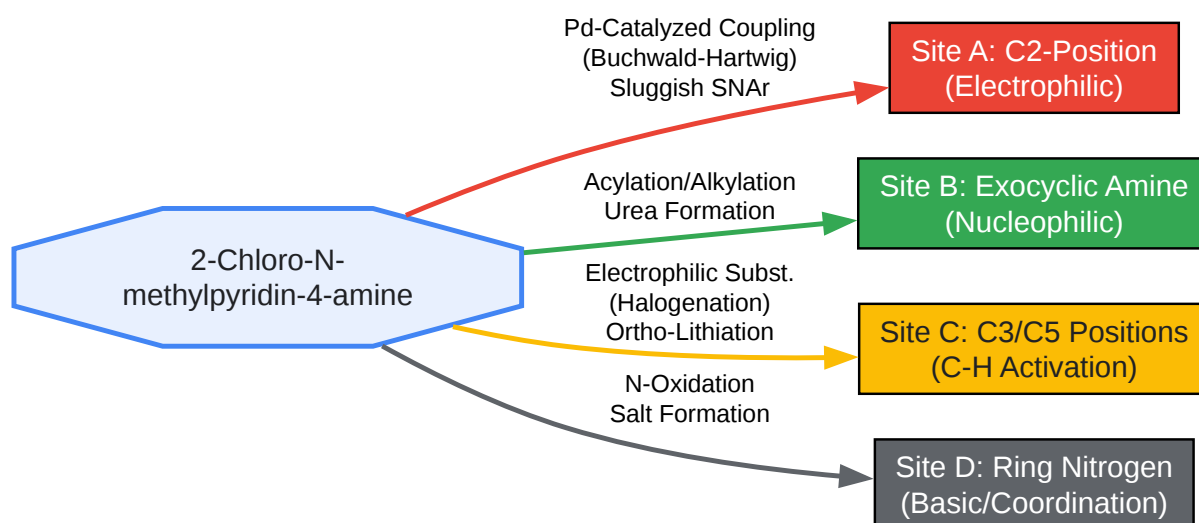 Pd-Catalyzed Coupling
(Buchwald-Hartwig)
Sluggish SNAr
Site A: C2-Position
(Electrophilic)
Acylation/Alkylation
Urea Formation
Site B: Exocyclic Amine
(Nucleophilic)
2-Chloro-N-
methylpyridin-4-amine
Electrophilic Subst.
(Halogenation)
Ortho-Lithiation
Site C: C3/C5 Positions
(C-H Activation)
N-Oxidation
Salt Formation
Site D: Ring Nitrogen
(Basic/Coordination)